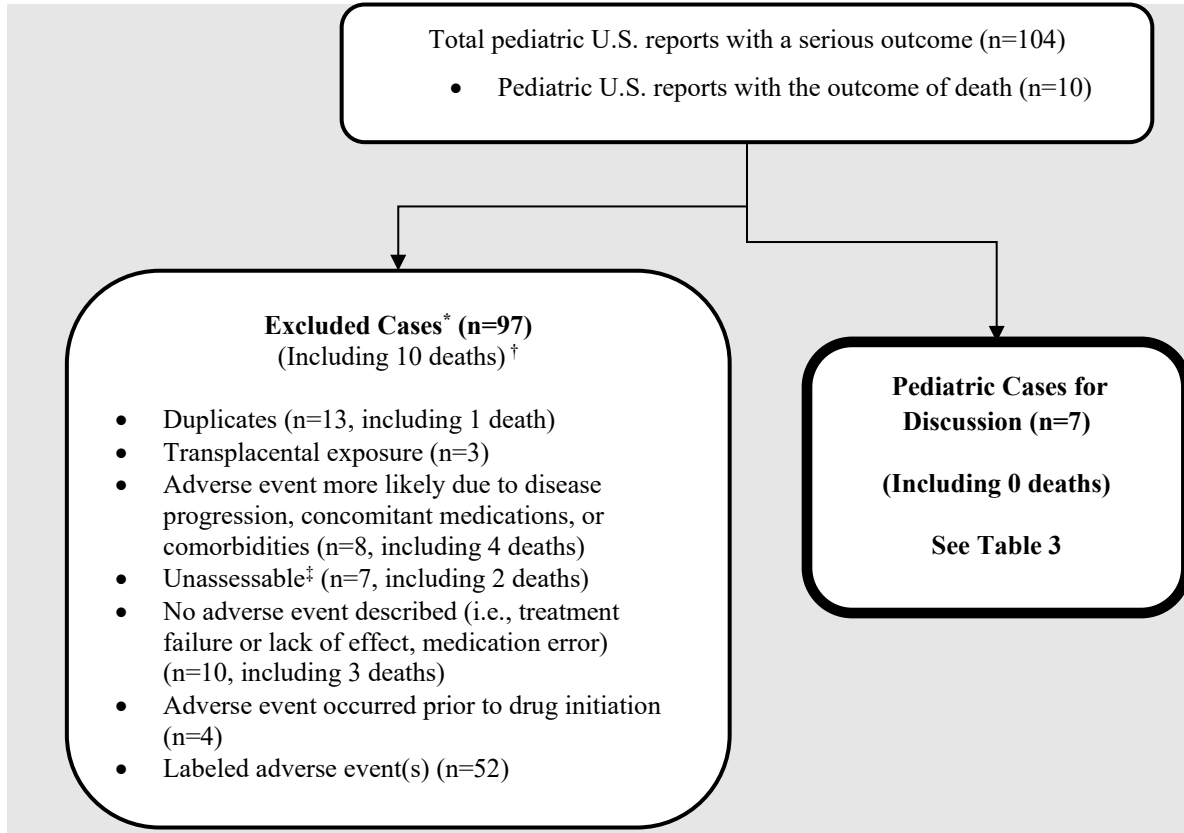 Total pediatric U.S. reports with a serious outcome (n=104)
• Pediatric U.S. reports with the outcome of death (n=10)
Excluded Cases* (n=97)
(Including 10 deaths) †
• Duplicates (n=13, including 1 death)
• Transplacental exposure (n=3)
• Adverse event more likely due to disease
progression, concomitant medications, or
comorbidities (n=8, including 4 deaths)
• Unassessable‡ (n=7, including 2 deaths)
• No adverse event described (i.e., treatment
failure or lack of effect, medication error)
(n=10, including 3 deaths)
• Adverse event occurred prior to drug initiation
(n=4)
• Labeled adverse event(s) (n=52)
Pediatric Cases for
Discussion (n=7)
(Including 0 deaths)
See Table 3